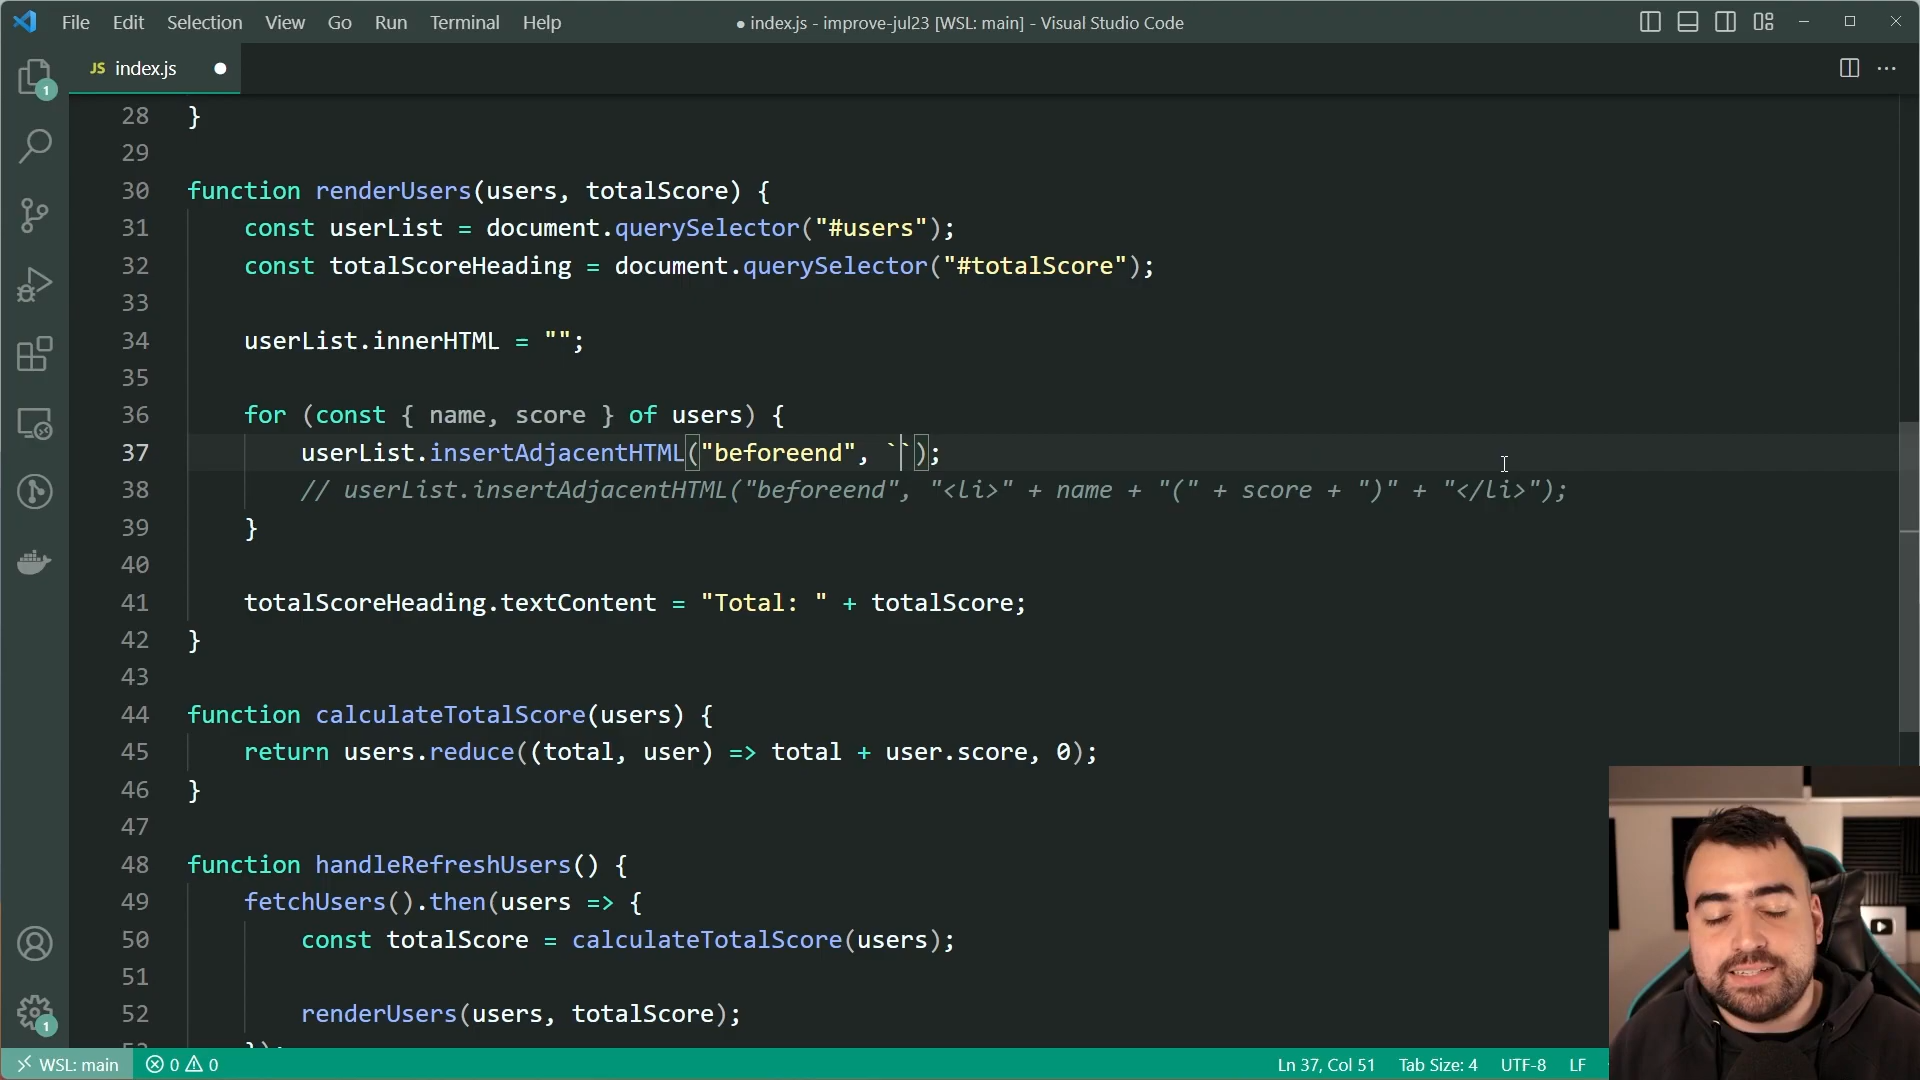 File Edit Selection View Go Run Terminal Help
● index.js - improve-jul23 [WSL: main] - Visual Studio Code
JS index.js
28 }
29
30 function renderUsers(users, totalScore) {
31 const userList = document.querySelector("#users");
32 const totalScoreHeading = document.querySelector("#totalScore");
33
34 userList.innerHTML = "";
35
36 for (const { name, score } of users) {
37 userList.insertAdjacentHTML("beforeend", ``);
38 // userList.insertAdjacentHTML("beforeend", "<li>" + name + "(" + score + ")" + "</li>");
39 }
40
41 totalScoreHeading.textContent = "Total: " + totalScore;
42 }
43
44 function calculateTotalScore(users) {
45 return users.reduce((total, user) => total + user.score, 0);
46 }
47
48 function handleRefreshUsers() {
49 fetchUsers().then(users => {
50 const totalScore = calculateTotalScore(users);
51
52 renderUsers(users, totalScore);
1
1
WSL: main 0 0 Ln 37, Col 51 Tab Size: 4 UTF-8 LF